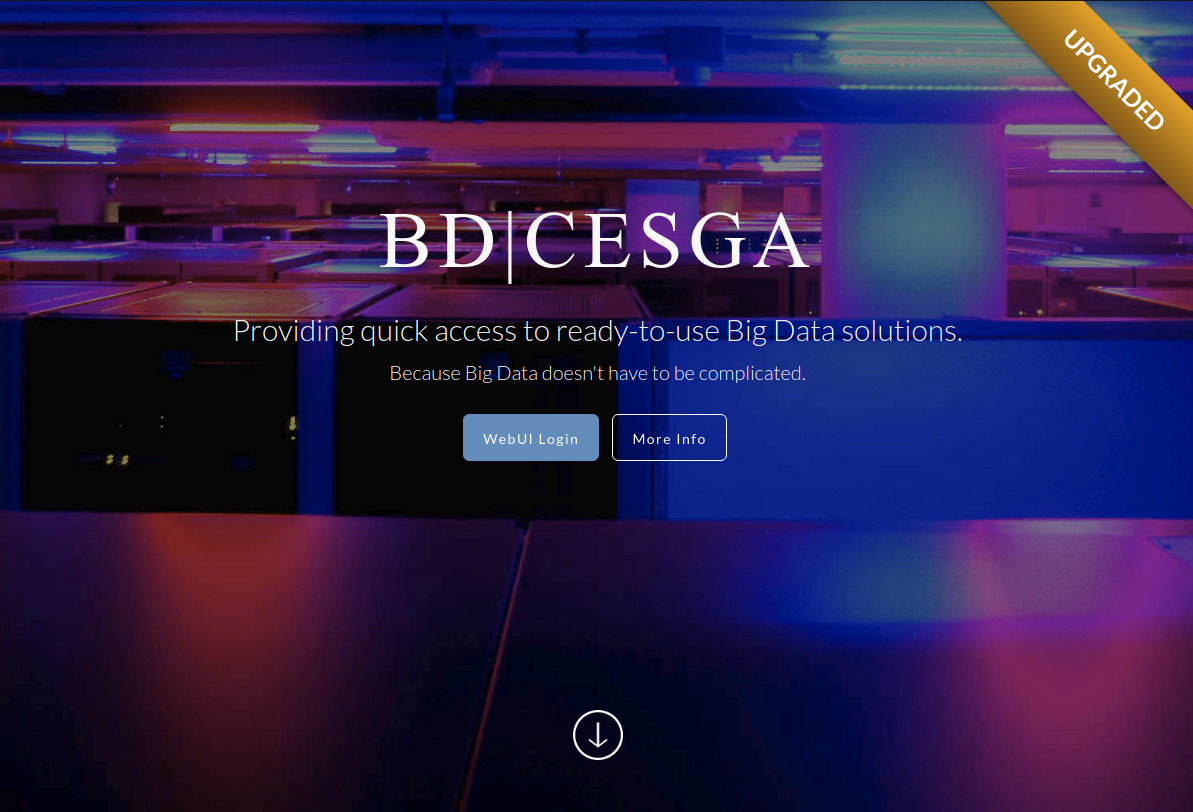 UPGRADED
BD|CESGA
Providing quick access to ready-to-use Big Data solutions.
Because Big Data doesn't have to be complicated.
WebUI Login
More Info